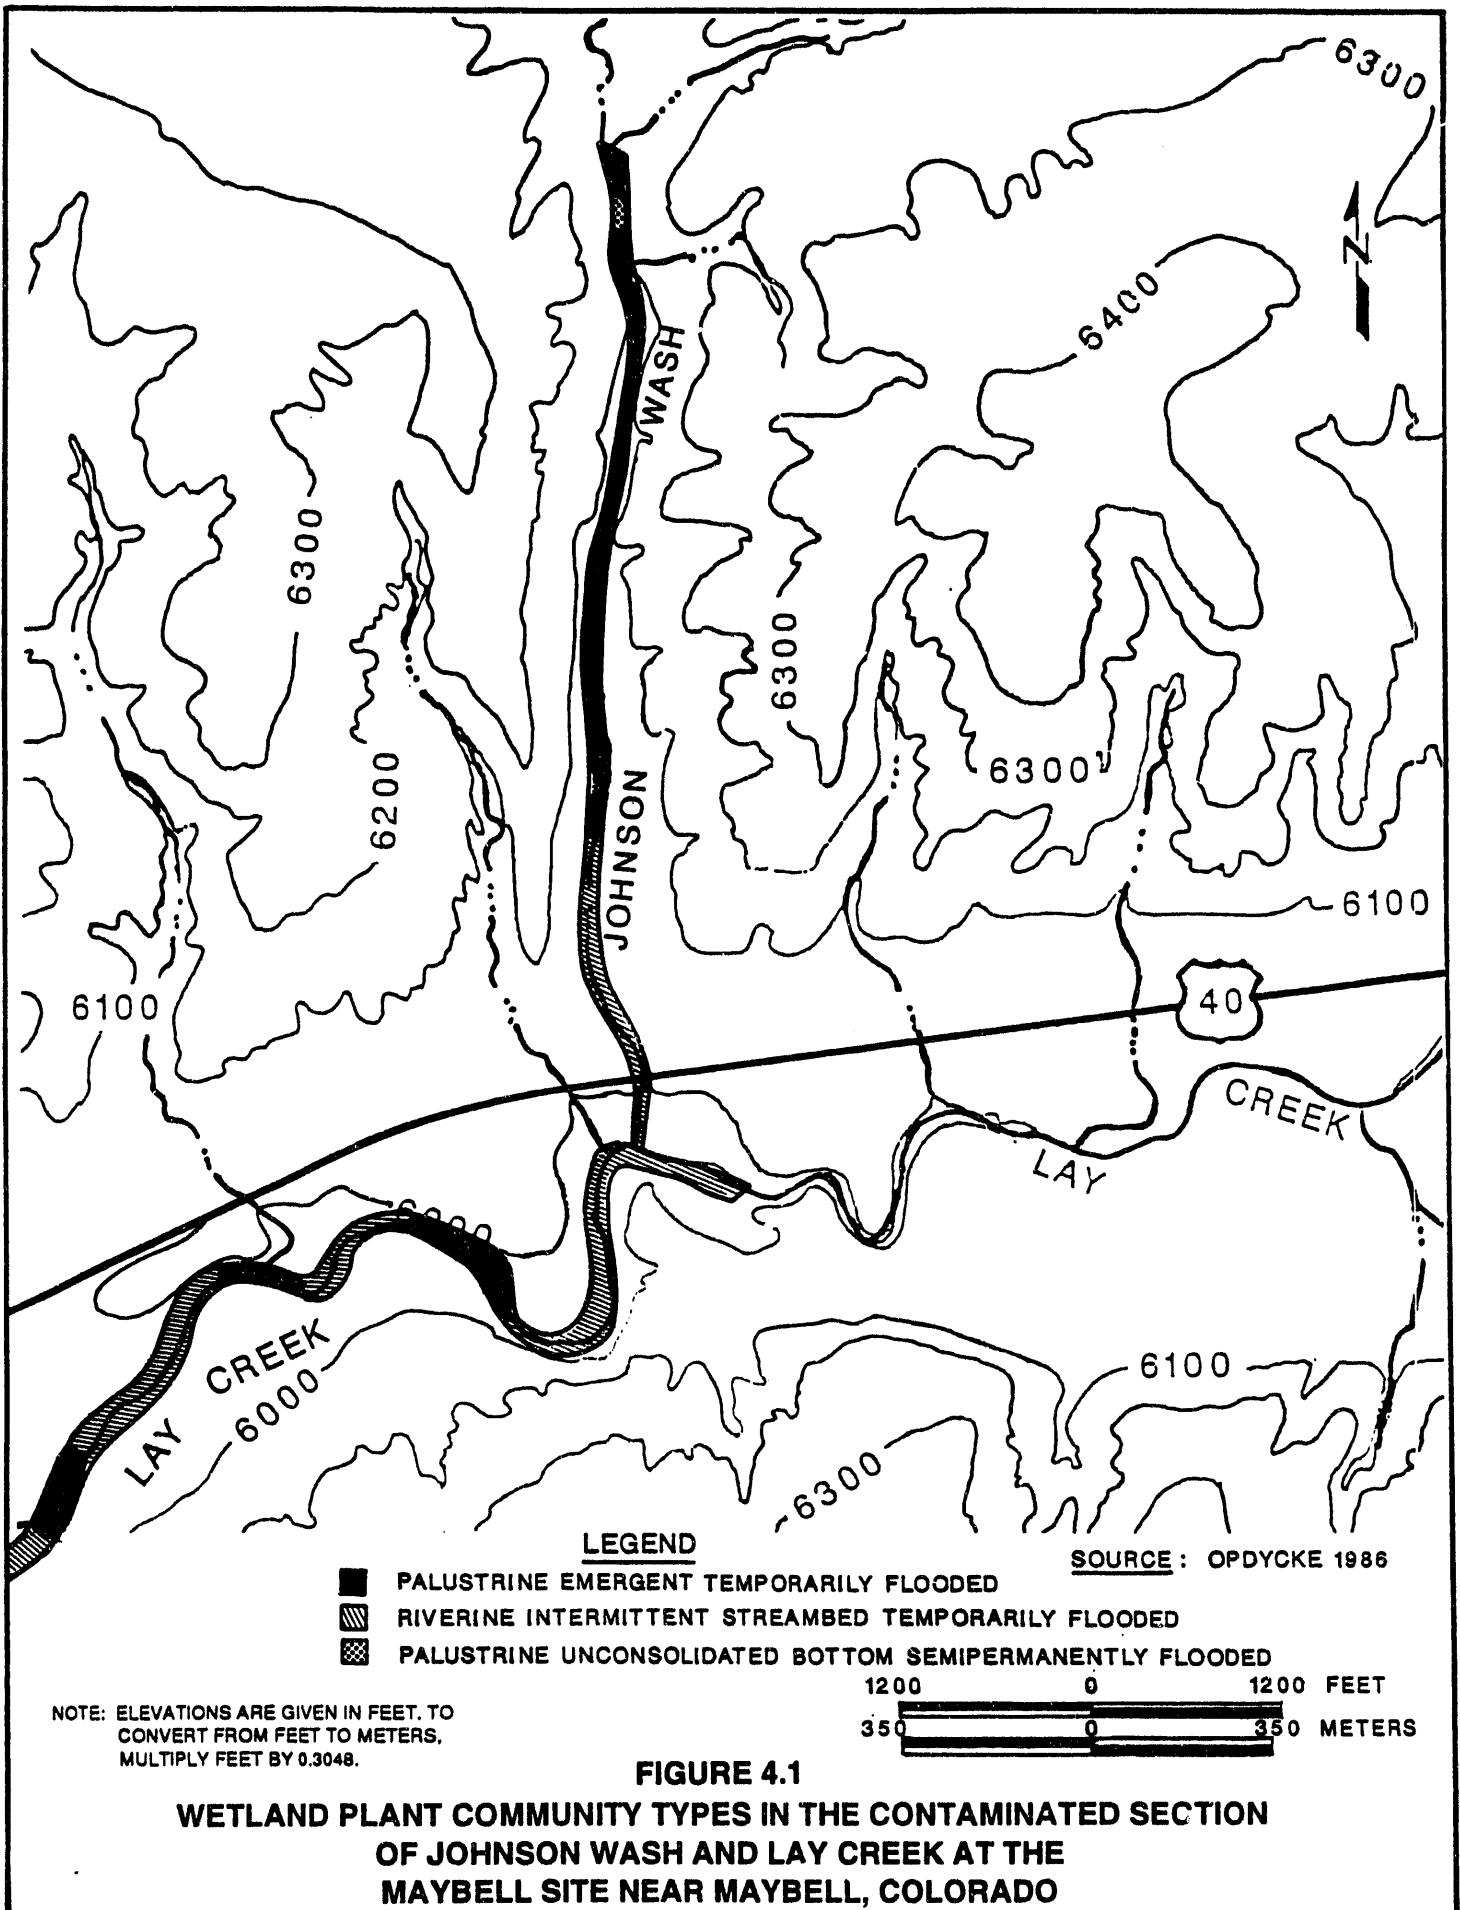 6300
N
6400
WASH
6300
6300
6300
6200
JOHNSON
6100
6100
40
CREEK
LAY
CREEK
LAY
6000
6100
6300
LEGEND
SOURCE: OPDYCKE 1986
PALUSTRINE EMERGENT TEMPORARILY FLOODED
RIVERINE INTERMITTENT STREAMBED TEMPORARILY FLOODED
PALUSTRINE UNCONSOLIDATED BOTTOM SEMIPERMANENTLY FLOODED
1200 0 1200 FEET
350 0 350 METERS
NOTE: ELEVATIONS ARE GIVEN IN FEET. TO
CONVERT FROM FEET TO METERS,
MULTIPLY FEET BY 0.3048.
FIGURE 4.1
WETLAND PLANT COMMUNITY TYPES IN THE CONTAMINATED SECTION
OF JOHNSON WASH AND LAY CREEK AT THE
MAYBELL SITE NEAR MAYBELL, COLORADO